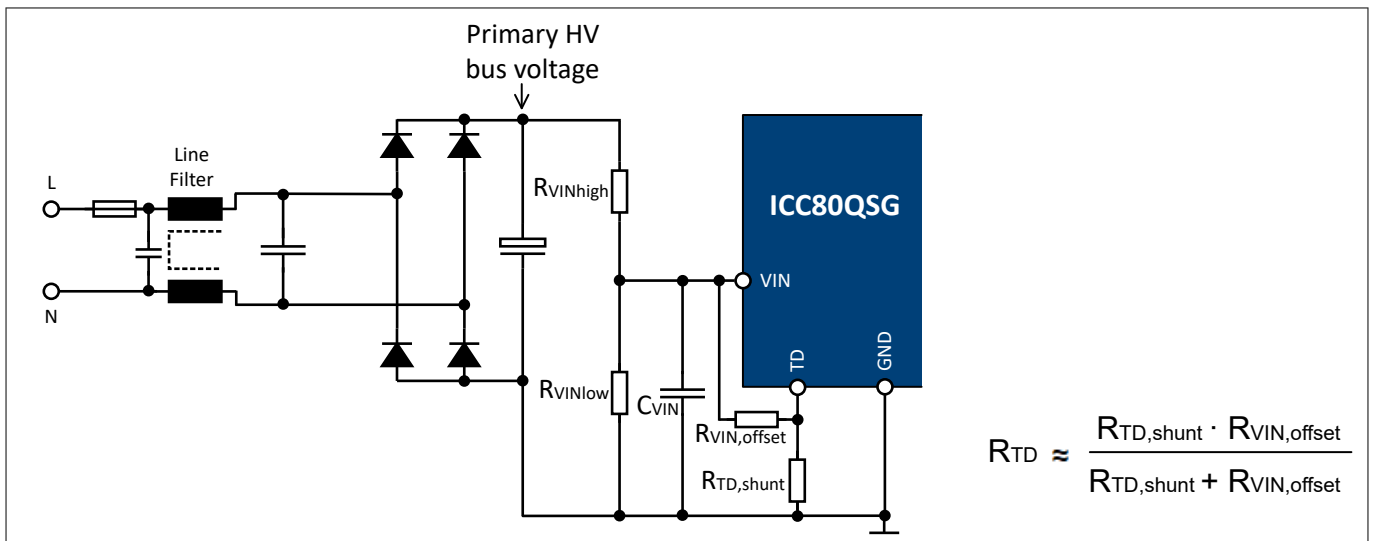 Primary HV
bus voltage
Line
Filter
L
N
RVINhigh
ICC80QSG
VIN
TD
GND
RVINlow
CVIN
RVIN,offset
RTD,shunt
RTD ≈ RTD,shunt · RVIN,offset
RTD,shunt + RVIN,offset